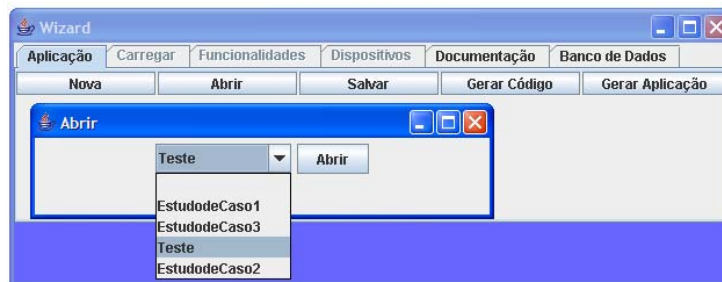 Wizard
Aplicação Carregar Funcionalidades Dispositivos Documentação Banco de Dados
Nova Abrir Salvar Gerar Código Gerar Aplicação
Abrir
Teste Abrir
EstudodeCaso1
EstudodeCaso3
Teste
EstudodeCaso2